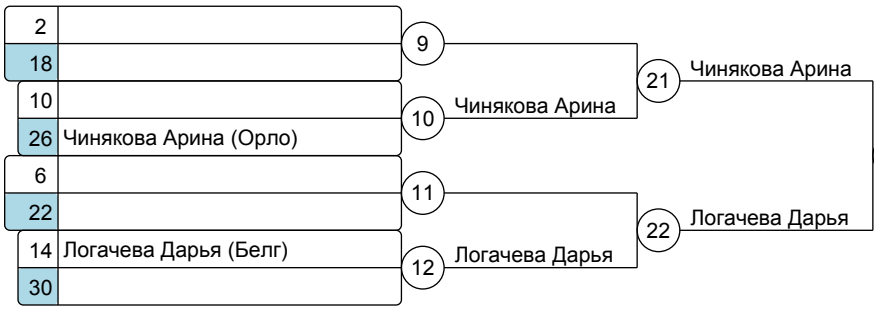 2
9
18
21 Чинякова Арина
10
10 Чинякова Арина
26 Чинякова Арина (Орло)
6
11
22
22 Логачева Дарья
14 Логачева Дарья (Белг)
12 Логачева Дарья
30